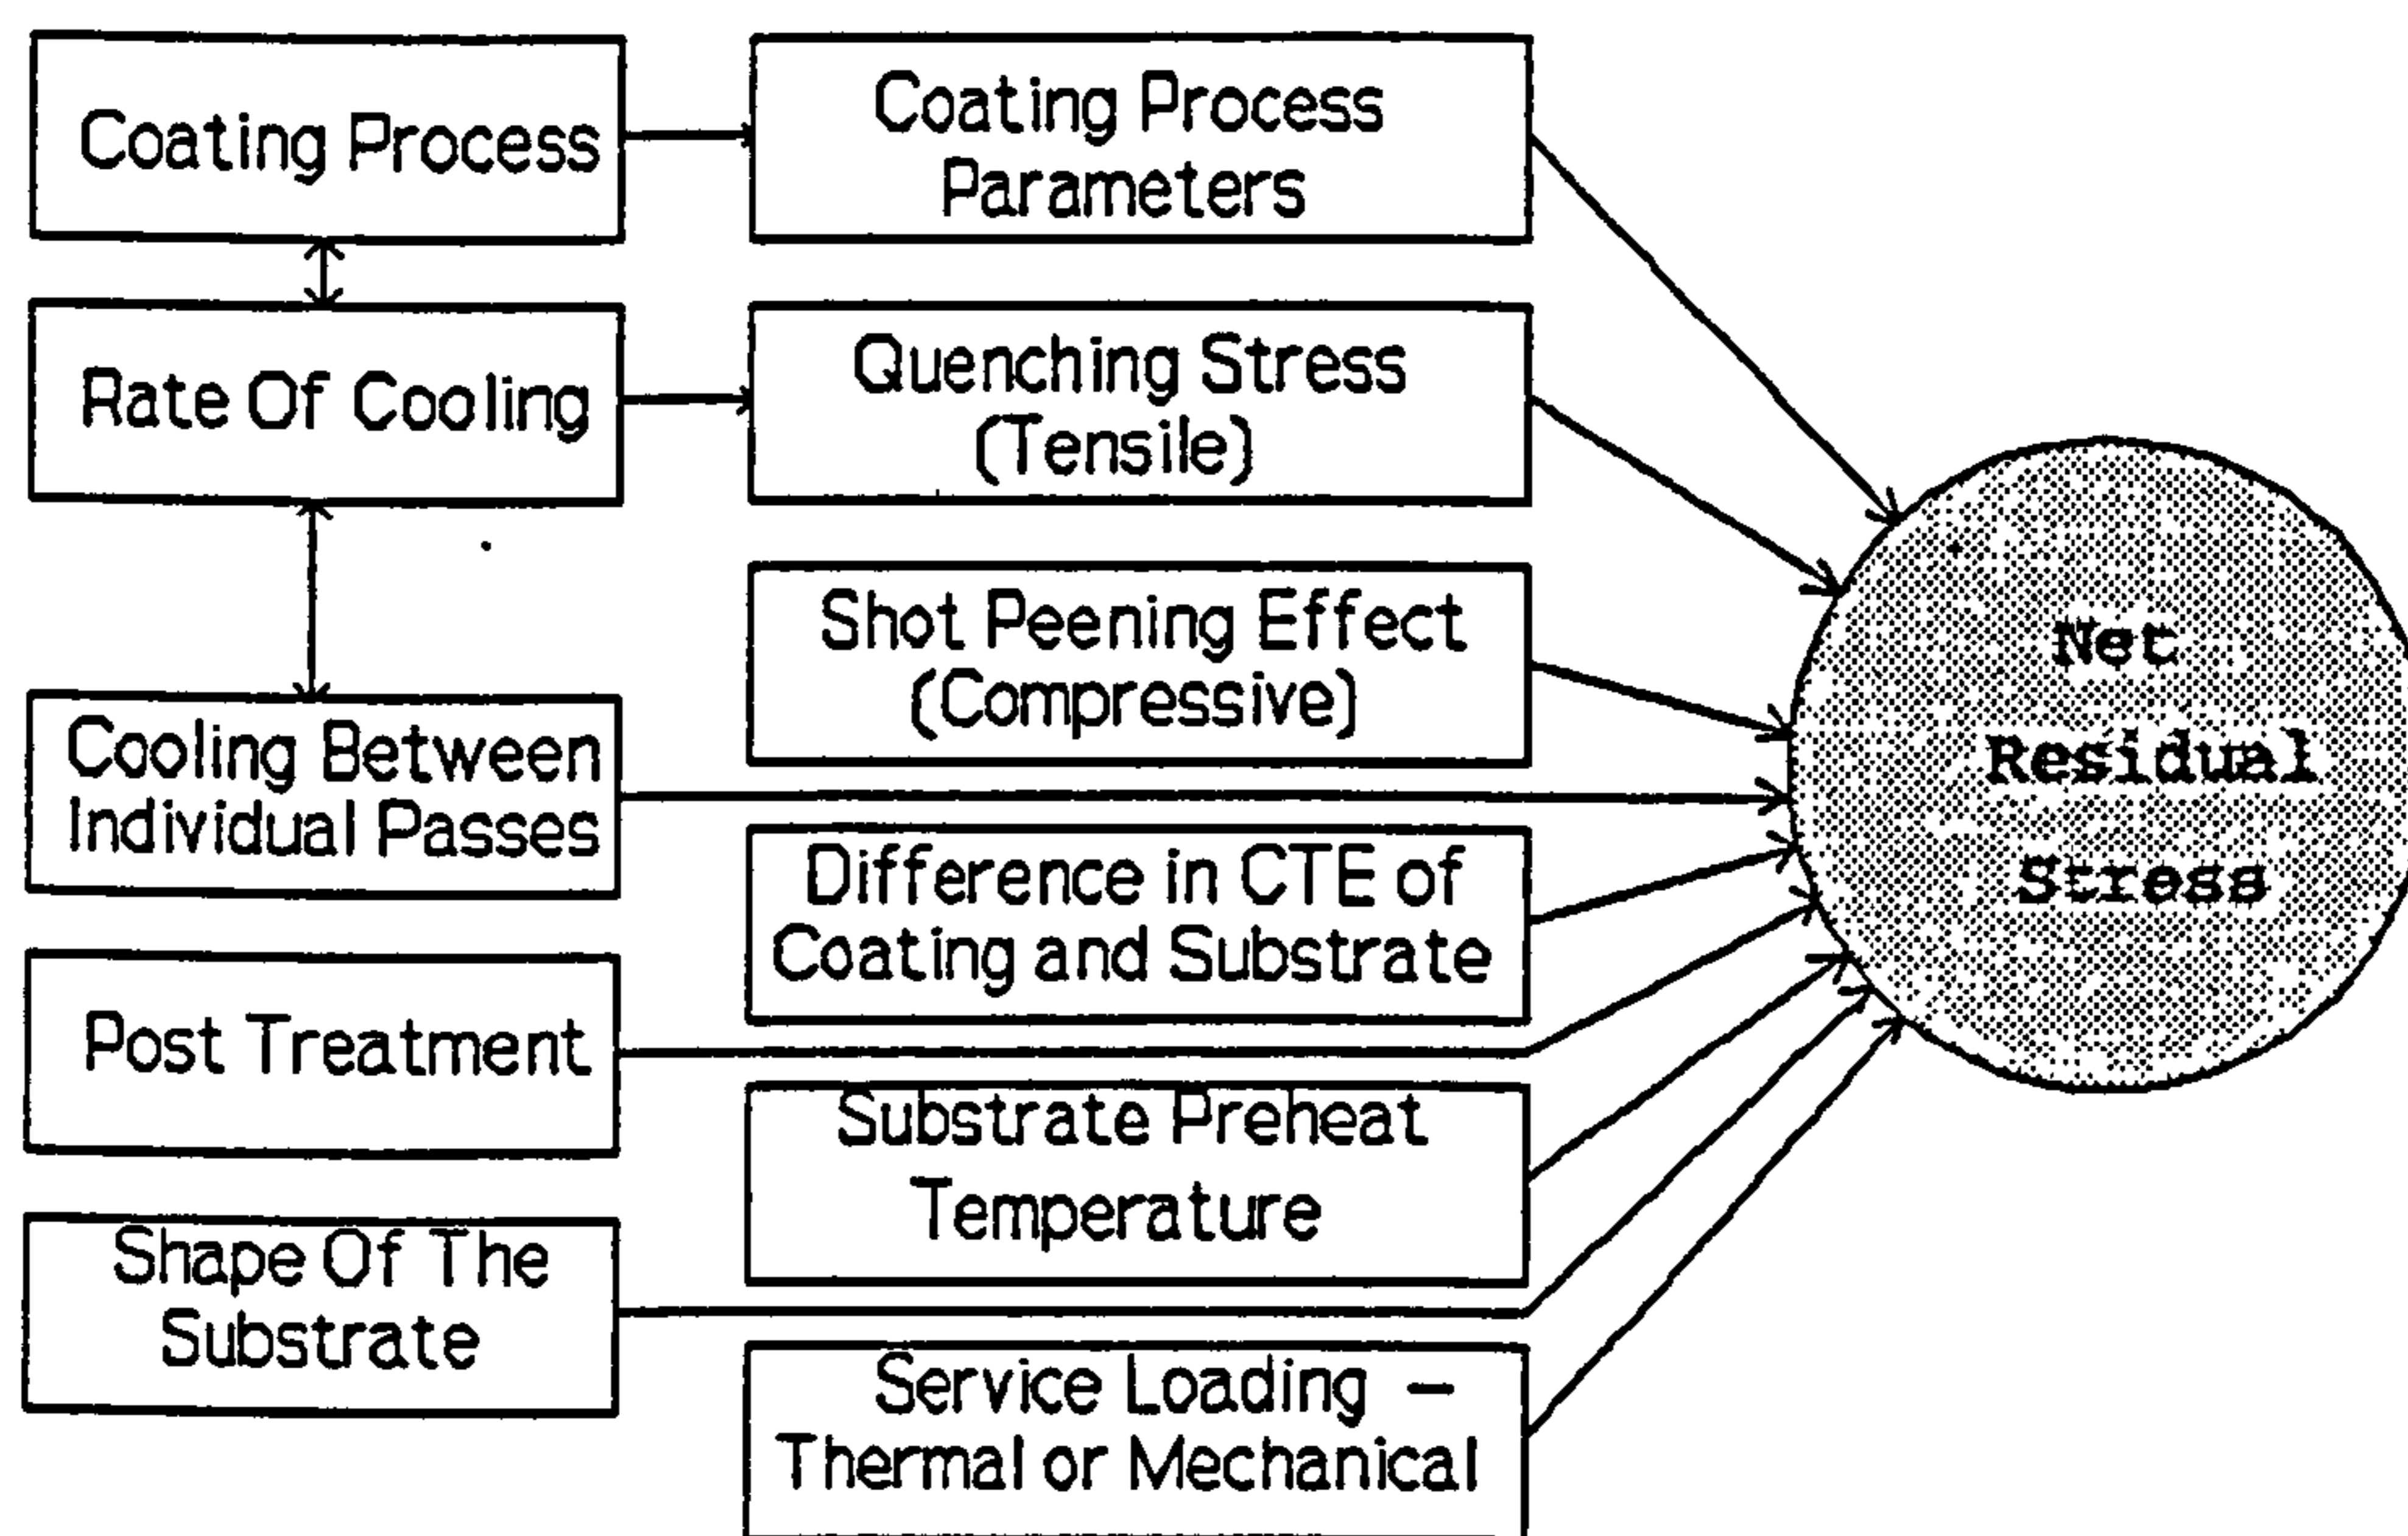 Coating Process
Coating Process
Parameters
Rate Of Cooling
Quenching Stress
(Tensile)
Shot Peening Effect
(Compressive)
Cooling Between
Individual Passes
Difference in CTE of
Coating and Substrate
Post Treatment
Substrate Preheat
Temperature
Shape Of The
Substrate
Service Loading –
Thermal or Mechanical
Net
Residual
Stress